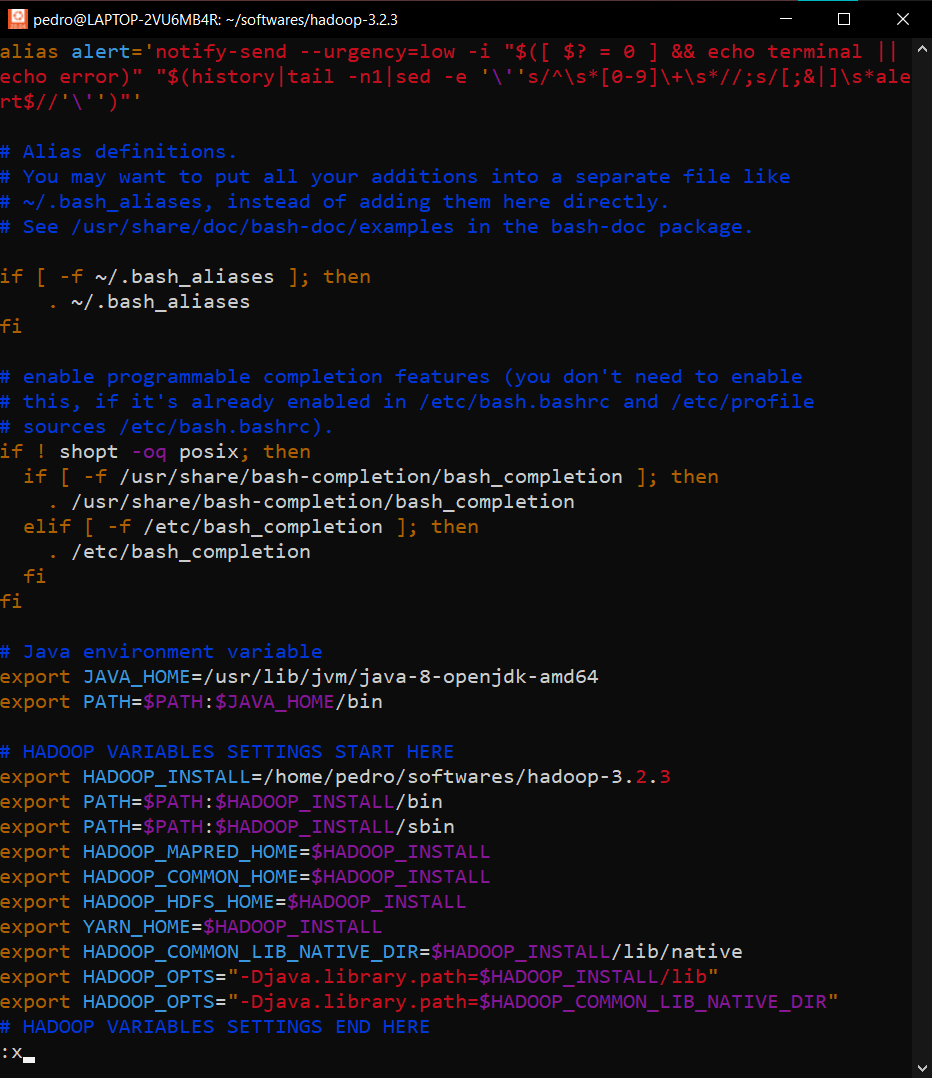 pedro@LAPTOP-2VU6MB4R: ~/softwares/hadoop-3.2.3
alias alert='notify-send --urgency=low -i "$([ $? = 0 ] && echo terminal ||
echo error)" "$(history|tail -n1|sed -e '\''s/^\s*[0-9]\+\s*//;s/[;&|]\s*ale
rt$//'\'')"'
# Alias definitions.
# You may want to put all your additions into a separate file like
# ~/.bash_aliases, instead of adding them here directly.
# See /usr/share/doc/bash-doc/examples in the bash-doc package.
if [ -f ~/.bash_aliases ]; then
    . ~/.bash_aliases
fi
# enable programmable completion features (you don't need to enable
# this, if it's already enabled in /etc/bash.bashrc and /etc/profile
# sources /etc/bash.bashrc).
if ! shopt -oq posix; then
  if [ -f /usr/share/bash-completion/bash_completion ]; then
    . /usr/share/bash-completion/bash_completion
  elif [ -f /etc/bash_completion ]; then
    . /etc/bash_completion
  fi
fi
# Java environment variable
export JAVA_HOME=/usr/lib/jvm/java-8-openjdk-amd64
export PATH=$PATH:$JAVA_HOME/bin
# HADOOP VARIABLES SETTINGS START HERE
export HADOOP_INSTALL=/home/pedro/softwares/hadoop-3.2.3
export PATH=$PATH:$HADOOP_INSTALL/bin
export PATH=$PATH:$HADOOP_INSTALL/sbin
export HADOOP_MAPRED_HOME=$HADOOP_INSTALL
export HADOOP_COMMON_HOME=$HADOOP_INSTALL
export HADOOP_HDFS_HOME=$HADOOP_INSTALL
export YARN_HOME=$HADOOP_INSTALL
export HADOOP_COMMON_LIB_NATIVE_DIR=$HADOOP_INSTALL/lib/native
export HADOOP_OPTS="-Djava.library.path=$HADOOP_INSTALL/lib"
export HADOOP_OPTS="-Djava.library.path=$HADOOP_COMMON_LIB_NATIVE_DIR"
# HADOOP VARIABLES SETTINGS END HERE
:x